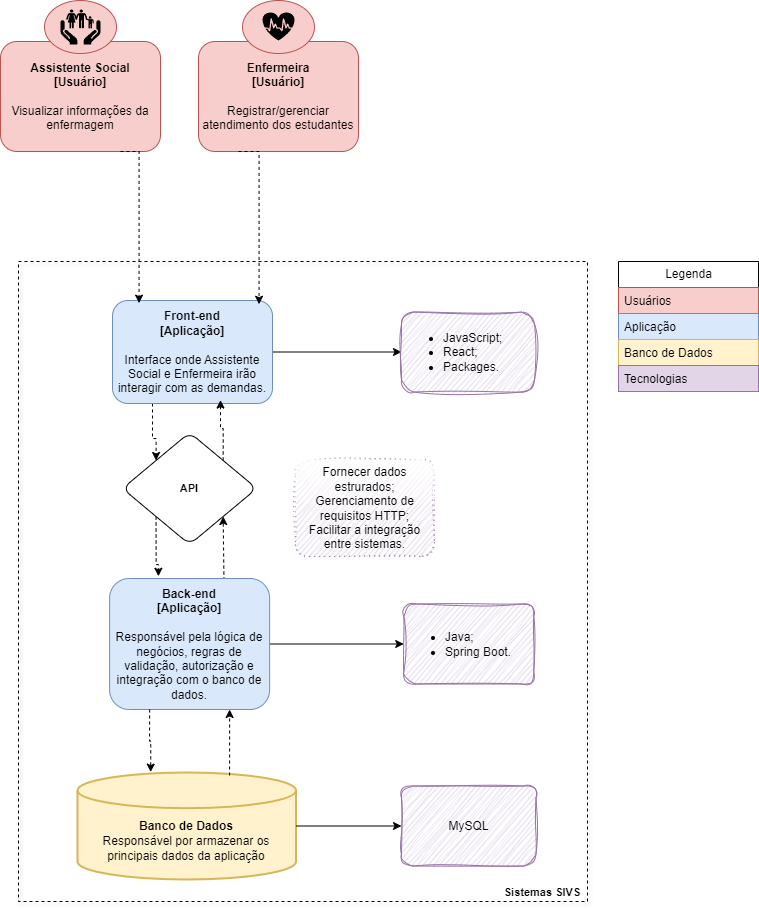 Assistente Social
[Usuário]
Visualizar informações da
enfermagem
Enfermeira
[Usuário]
Registrar/gerenciar
atendimento dos estudantes
Legenda
Usuários
Aplicação
Banco de Dados
Tecnologias
Front-end
[Aplicação]
Interface onde Assistente
Social e Enfermeira irão
interagir com as demandas.
JavaScript;
React;
Packages.
API
Fornecer dados
estrurados;
Gerenciamento de
requisitos HTTP;
Facilitar a integração
entre sistemas.
Back-end
[Aplicação]
Responsável pela lógica de
negócios, regras de
validação, autorização e
integração com o banco de
dados.
Java;
Spring Boot.
Banco de Dados
Responsável por armazenar os
principais dados da aplicação
MySQL
Sistemas SIVS